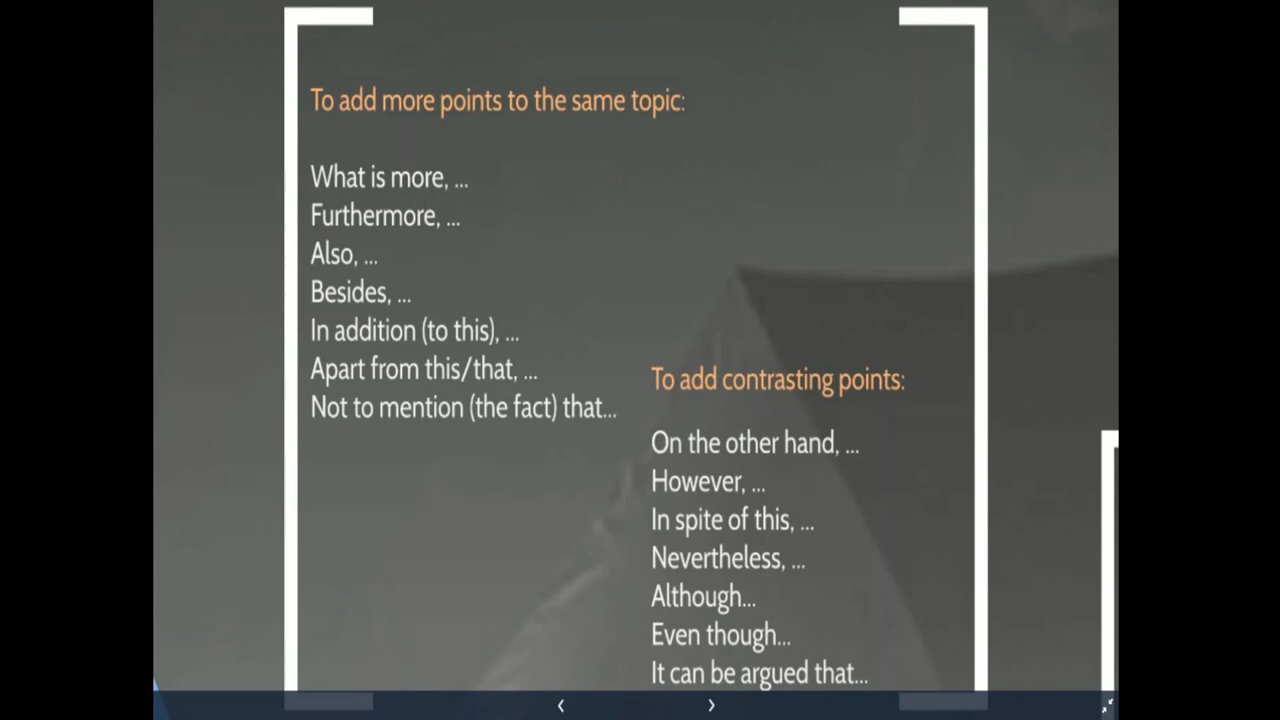 To add more points to the same topic:
What is more, ...
Furthermore, ...
Also, ...
Besides, ...
In addition (to this), ...
Apart from this/that, ...
Not to mention (the fact) that...
To add contrasting points:
On the other hand, ...
However, ...
In spite of this, ...
Nevertheless, ...
Although...
Even though...
It can be argued that...